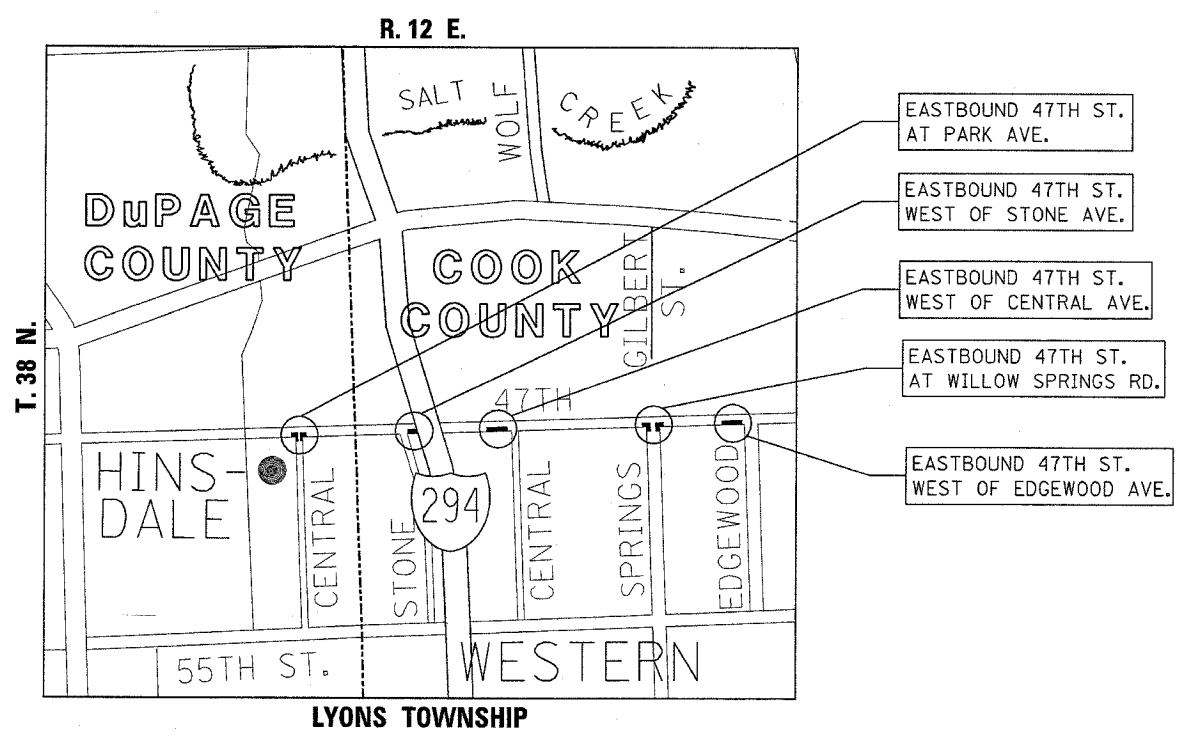 R. 12 E.
T. 38 N.
SALT
CREEK
WOLF
DuPAGE
COUNTY
COOK
COUNTY
GILBERT
ST.
47TH
HINS-
DALE
CENTRAL
STONE
294
CENTRAL
SPRINGS
EDGEWOOD
55TH ST.
WESTERN
LYONS TOWNSHIP
EASTBOUND 47TH ST.
AT PARK AVE.
EASTBOUND 47TH ST.
WEST OF STONE AVE.
EASTBOUND 47TH ST.
WEST OF CENTRAL AVE.
EASTBOUND 47TH ST.
AT WILLOW SPRINGS RD.
EASTBOUND 47TH ST.
WEST OF EDGEWOOD AVE.